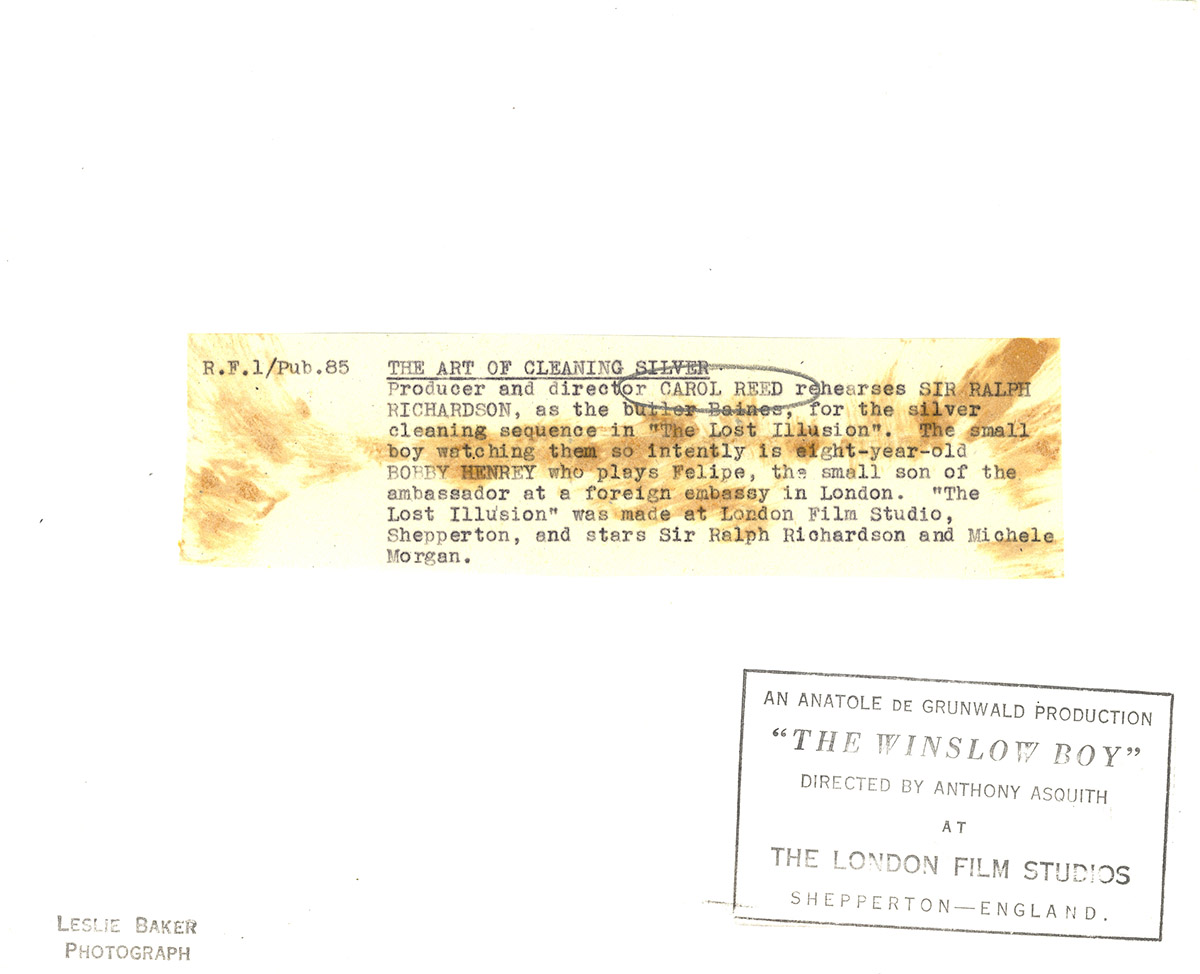 R.F.1/Pub.85 THE ART OF CLEANING SILVER
Producer and director CAROL REED rehearses SIR RALPH
RICHARDSON, as the butler Baines, for the silver
cleaning sequence in "The Lost Illusion". The small
boy watching them so intently is eight-year-old
BOBBY HENREY who plays Felipe, the small son of the
ambassador at a foreign embassy in London. "The
Lost Illusion" was made at London Film Studio,
Shepperton, and stars Sir Ralph Richardson and Michele
Morgan.
AN ANATOLE DE GRUNWALD PRODUCTION
"THE WINSLOW BOY"
DIRECTED BY ANTHONY ASQUITH
AT
THE LONDON FILM STUDIOS
SHEPPERTON—ENGLAND.
LESLIE BAKER
PHOTOGRAPH